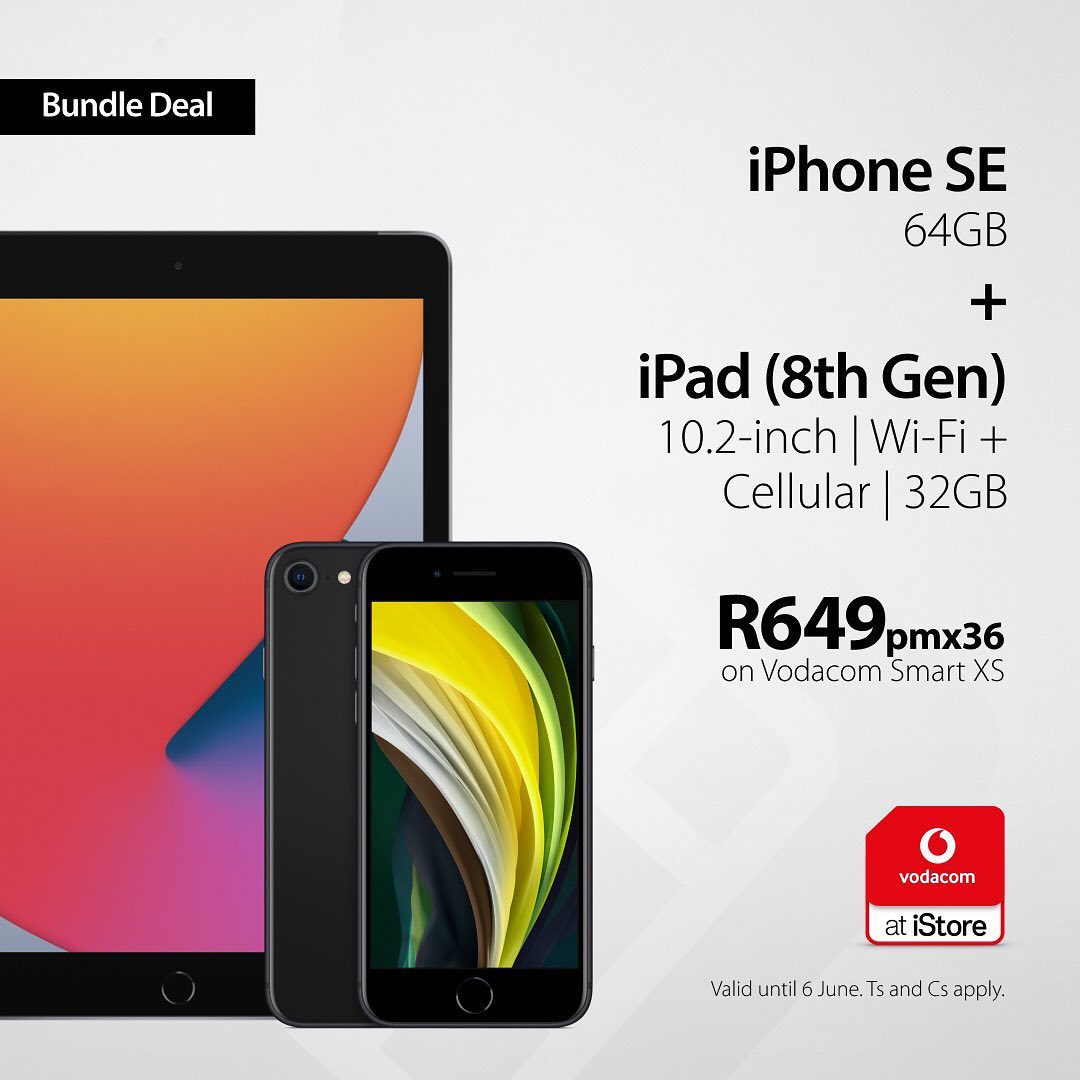 Bundle Deal
iPhone SE
64GB
+
iPad (8th Gen)
10.2-inch | Wi-Fi +
Cellular | 32GB
R649pmx36
on Vodacom Smart XS
vodacom
at iStore
Valid until 6 June. Ts and Cs apply.